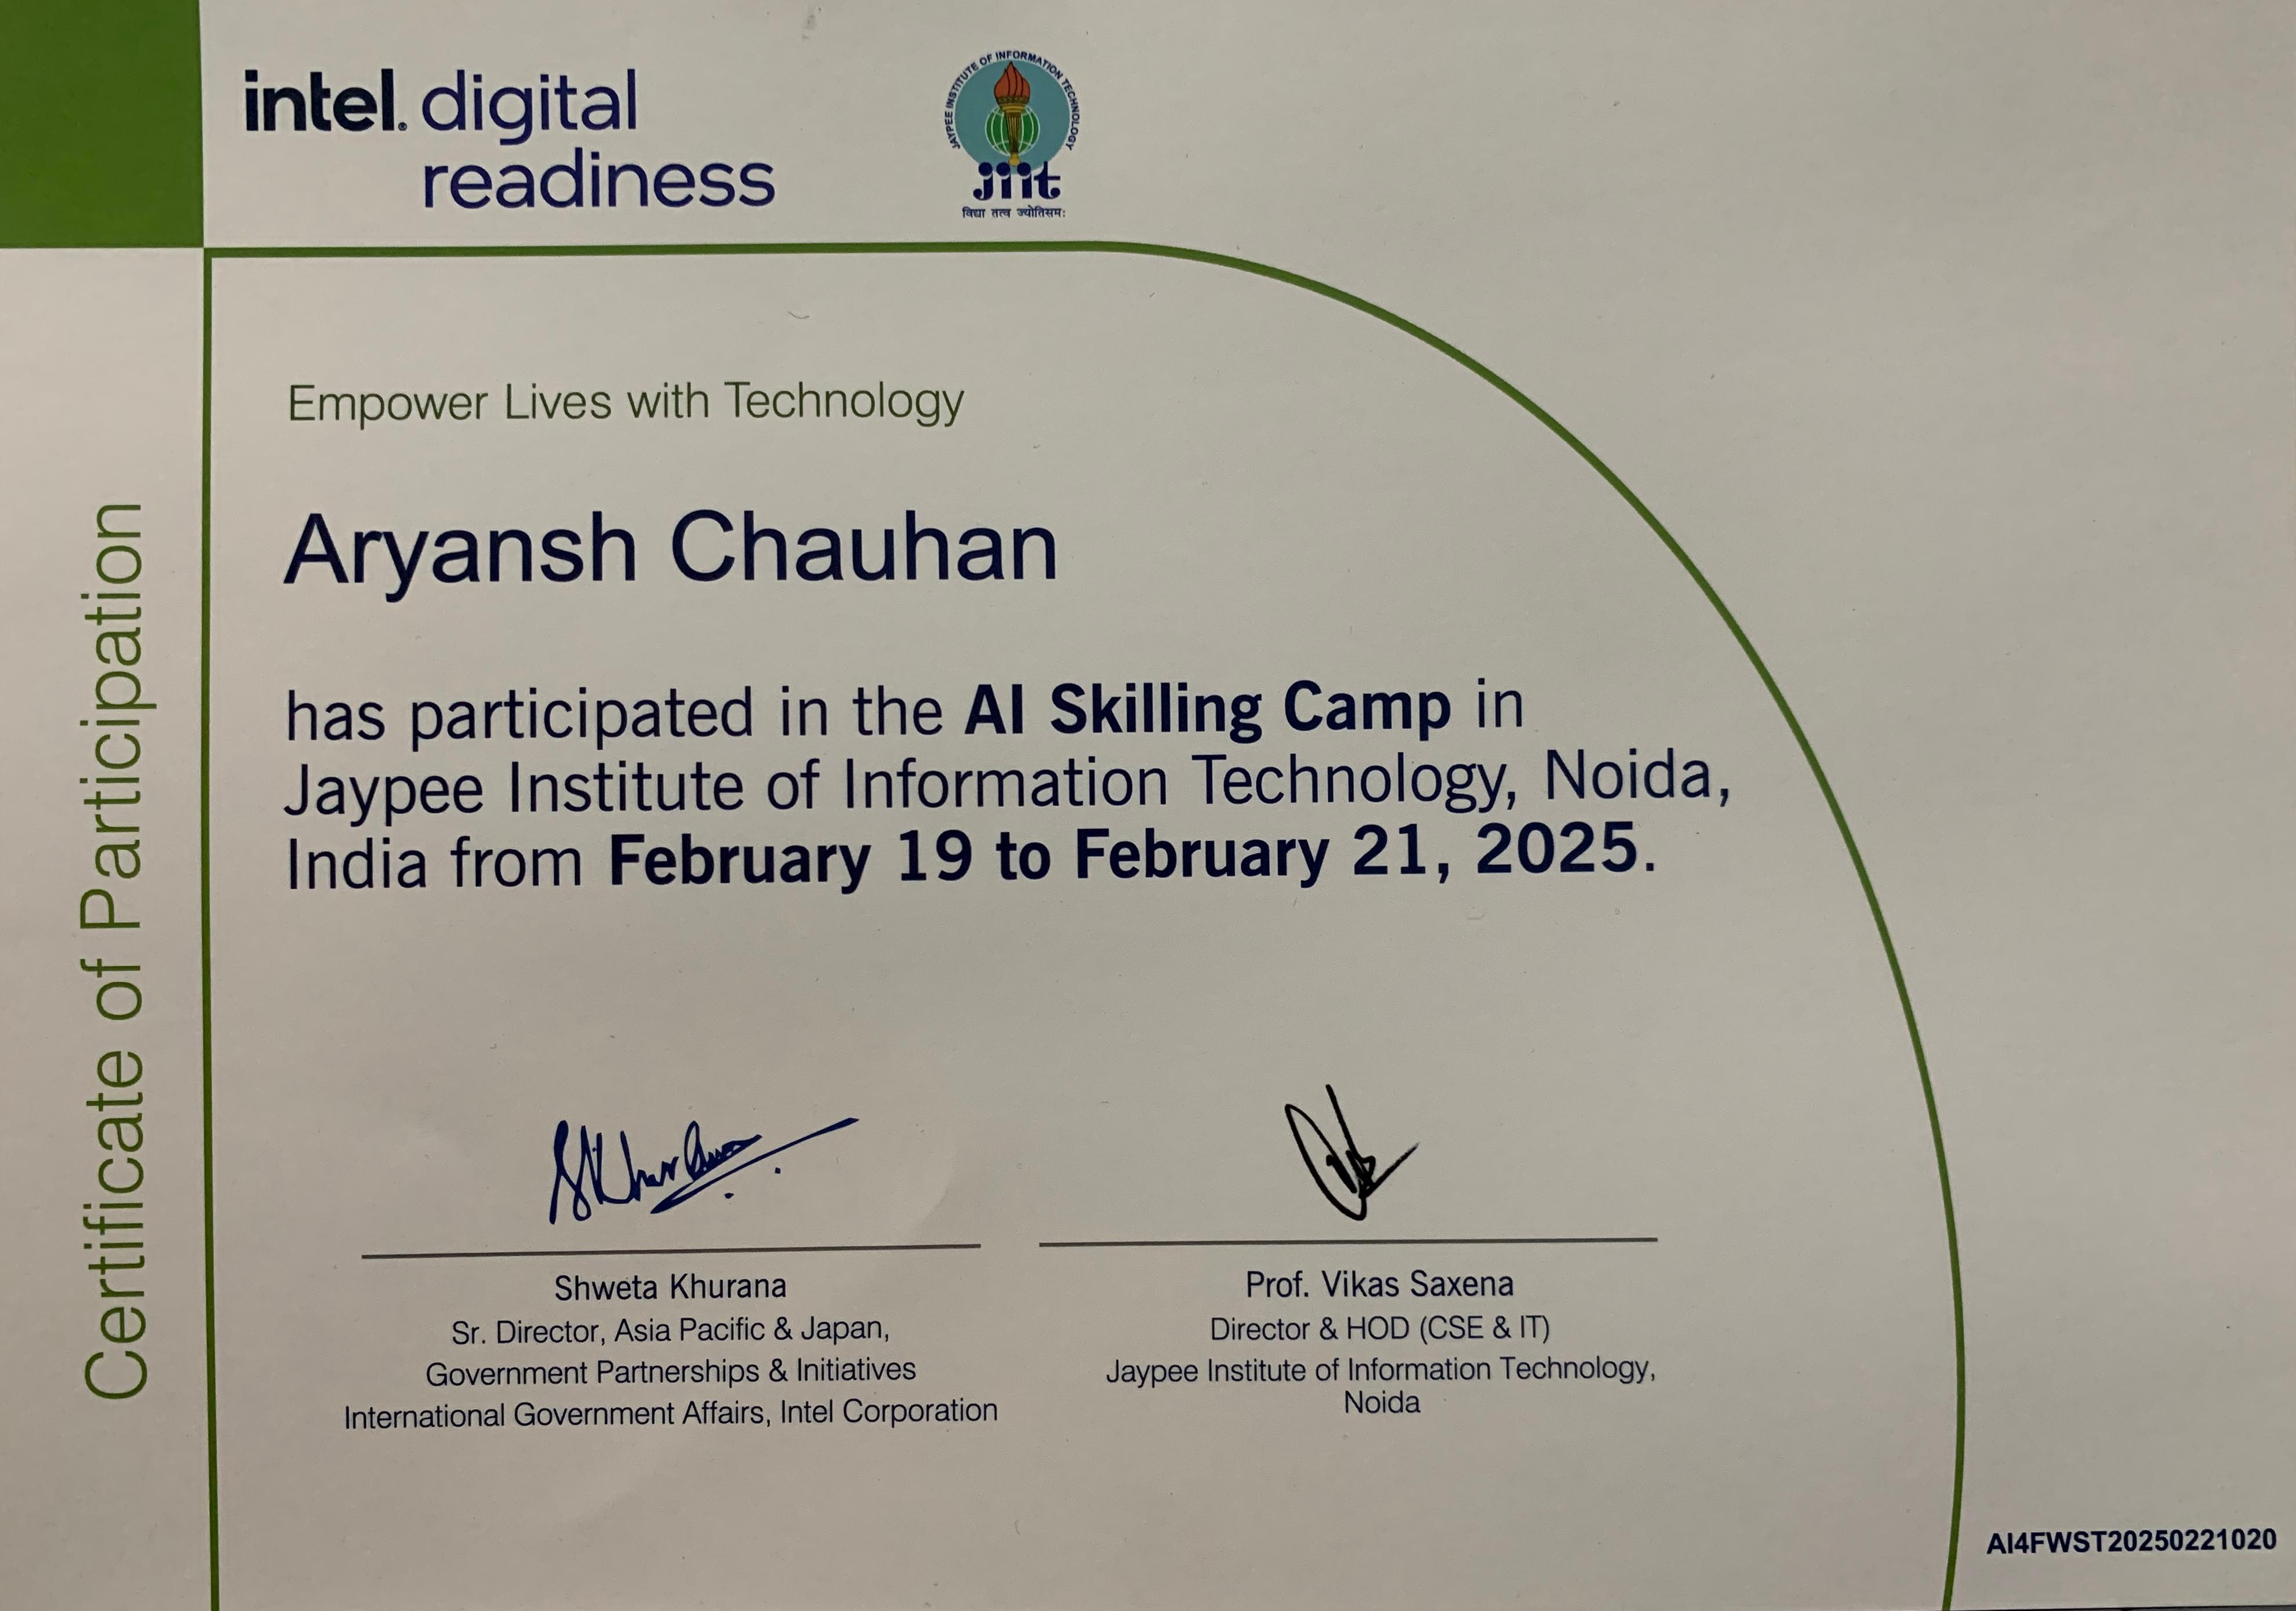 intel. digital
readiness
JAYPEE INSTITUTE OF INFORMATION TECHNOLOGY
jiit
विद्या तत्व ज्योतिसमः
Certificate of Participation
Empower Lives with Technology
Aryansh Chauhan
has participated in the AI Skilling Camp in
Jaypee Institute of Information Technology, Noida,
India from February 19 to February 21, 2025.
SKhurana
Shweta Khurana
Sr. Director, Asia Pacific & Japan,
Government Partnerships & Initiatives
International Government Affairs, Intel Corporation
Prof. Vikas Saxena
Director & HOD (CSE & IT)
Jaypee Institute of Information Technology,
Noida
AI4FWST20250221020